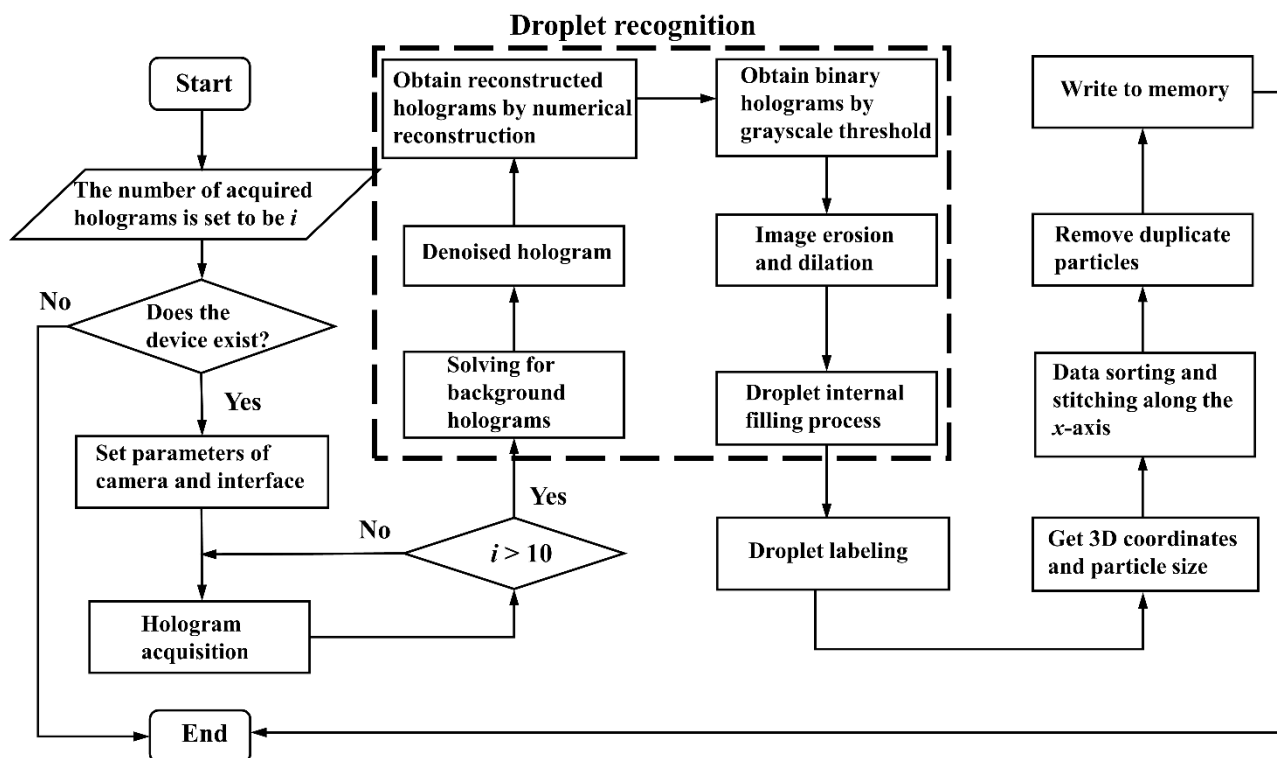 Droplet recognition
Start
The number of acquired
holograms is set to be i
No
Does the
device exist?
Yes
Set parameters of
camera and interface
Hologram
acquisition
End
No
i > 10
Yes
Solving for
background
holograms
Denoised hologram
Obtain reconstructed
holograms by numerical
reconstruction
Obtain binary
holograms by
grayscale threshold
Image erosion
and dilation
Droplet internal
filling process
Droplet labeling
Get 3D coordinates
and particle size
Data sorting and
stitching along the
x-axis
Remove duplicate
particles
Write to memory